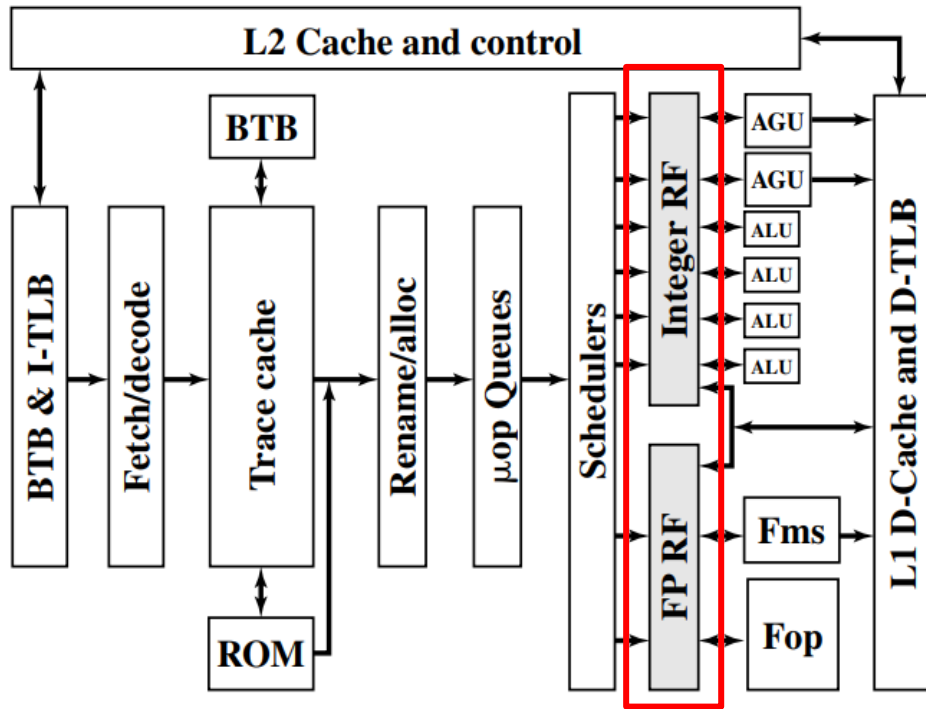 L2 Cache and control
BTB
BTB & I-TLB
Fetch/decode
Trace cache
ROM
Rename/alloc
μop Queues
Schedulers
Integer RF
FP RF
AGU
AGU
ALU
ALU
ALU
ALU
Fms
Fop
L1 D-Cache and D-TLB